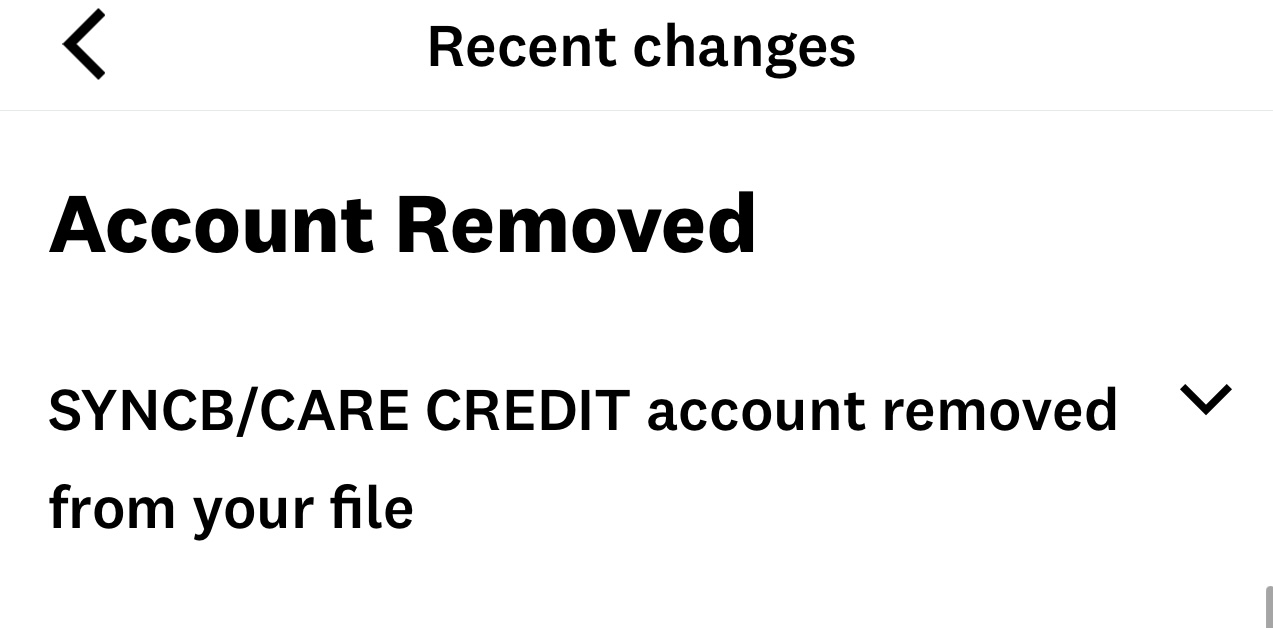 Recent changes
Account Removed
SYNCB/CARE CREDIT account removed
from your file